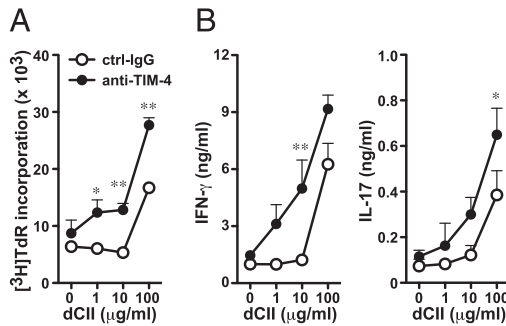 A
[³H]TdR incorporation (x 10³)
40
30
20
10
0
ctrl-IgG
anti-TIM-4
*
**
**
0 1 10 100
dCII (μg/ml)
B
IFN-γ (ng/ml)
12
9
6
3
0
**
0 1 10 100
dCII (μg/ml)
IL-17 (ng/ml)
1.0
0.8
0.6
0.4
0.2
0
*
0 1 10 100
dCII (μg/ml)